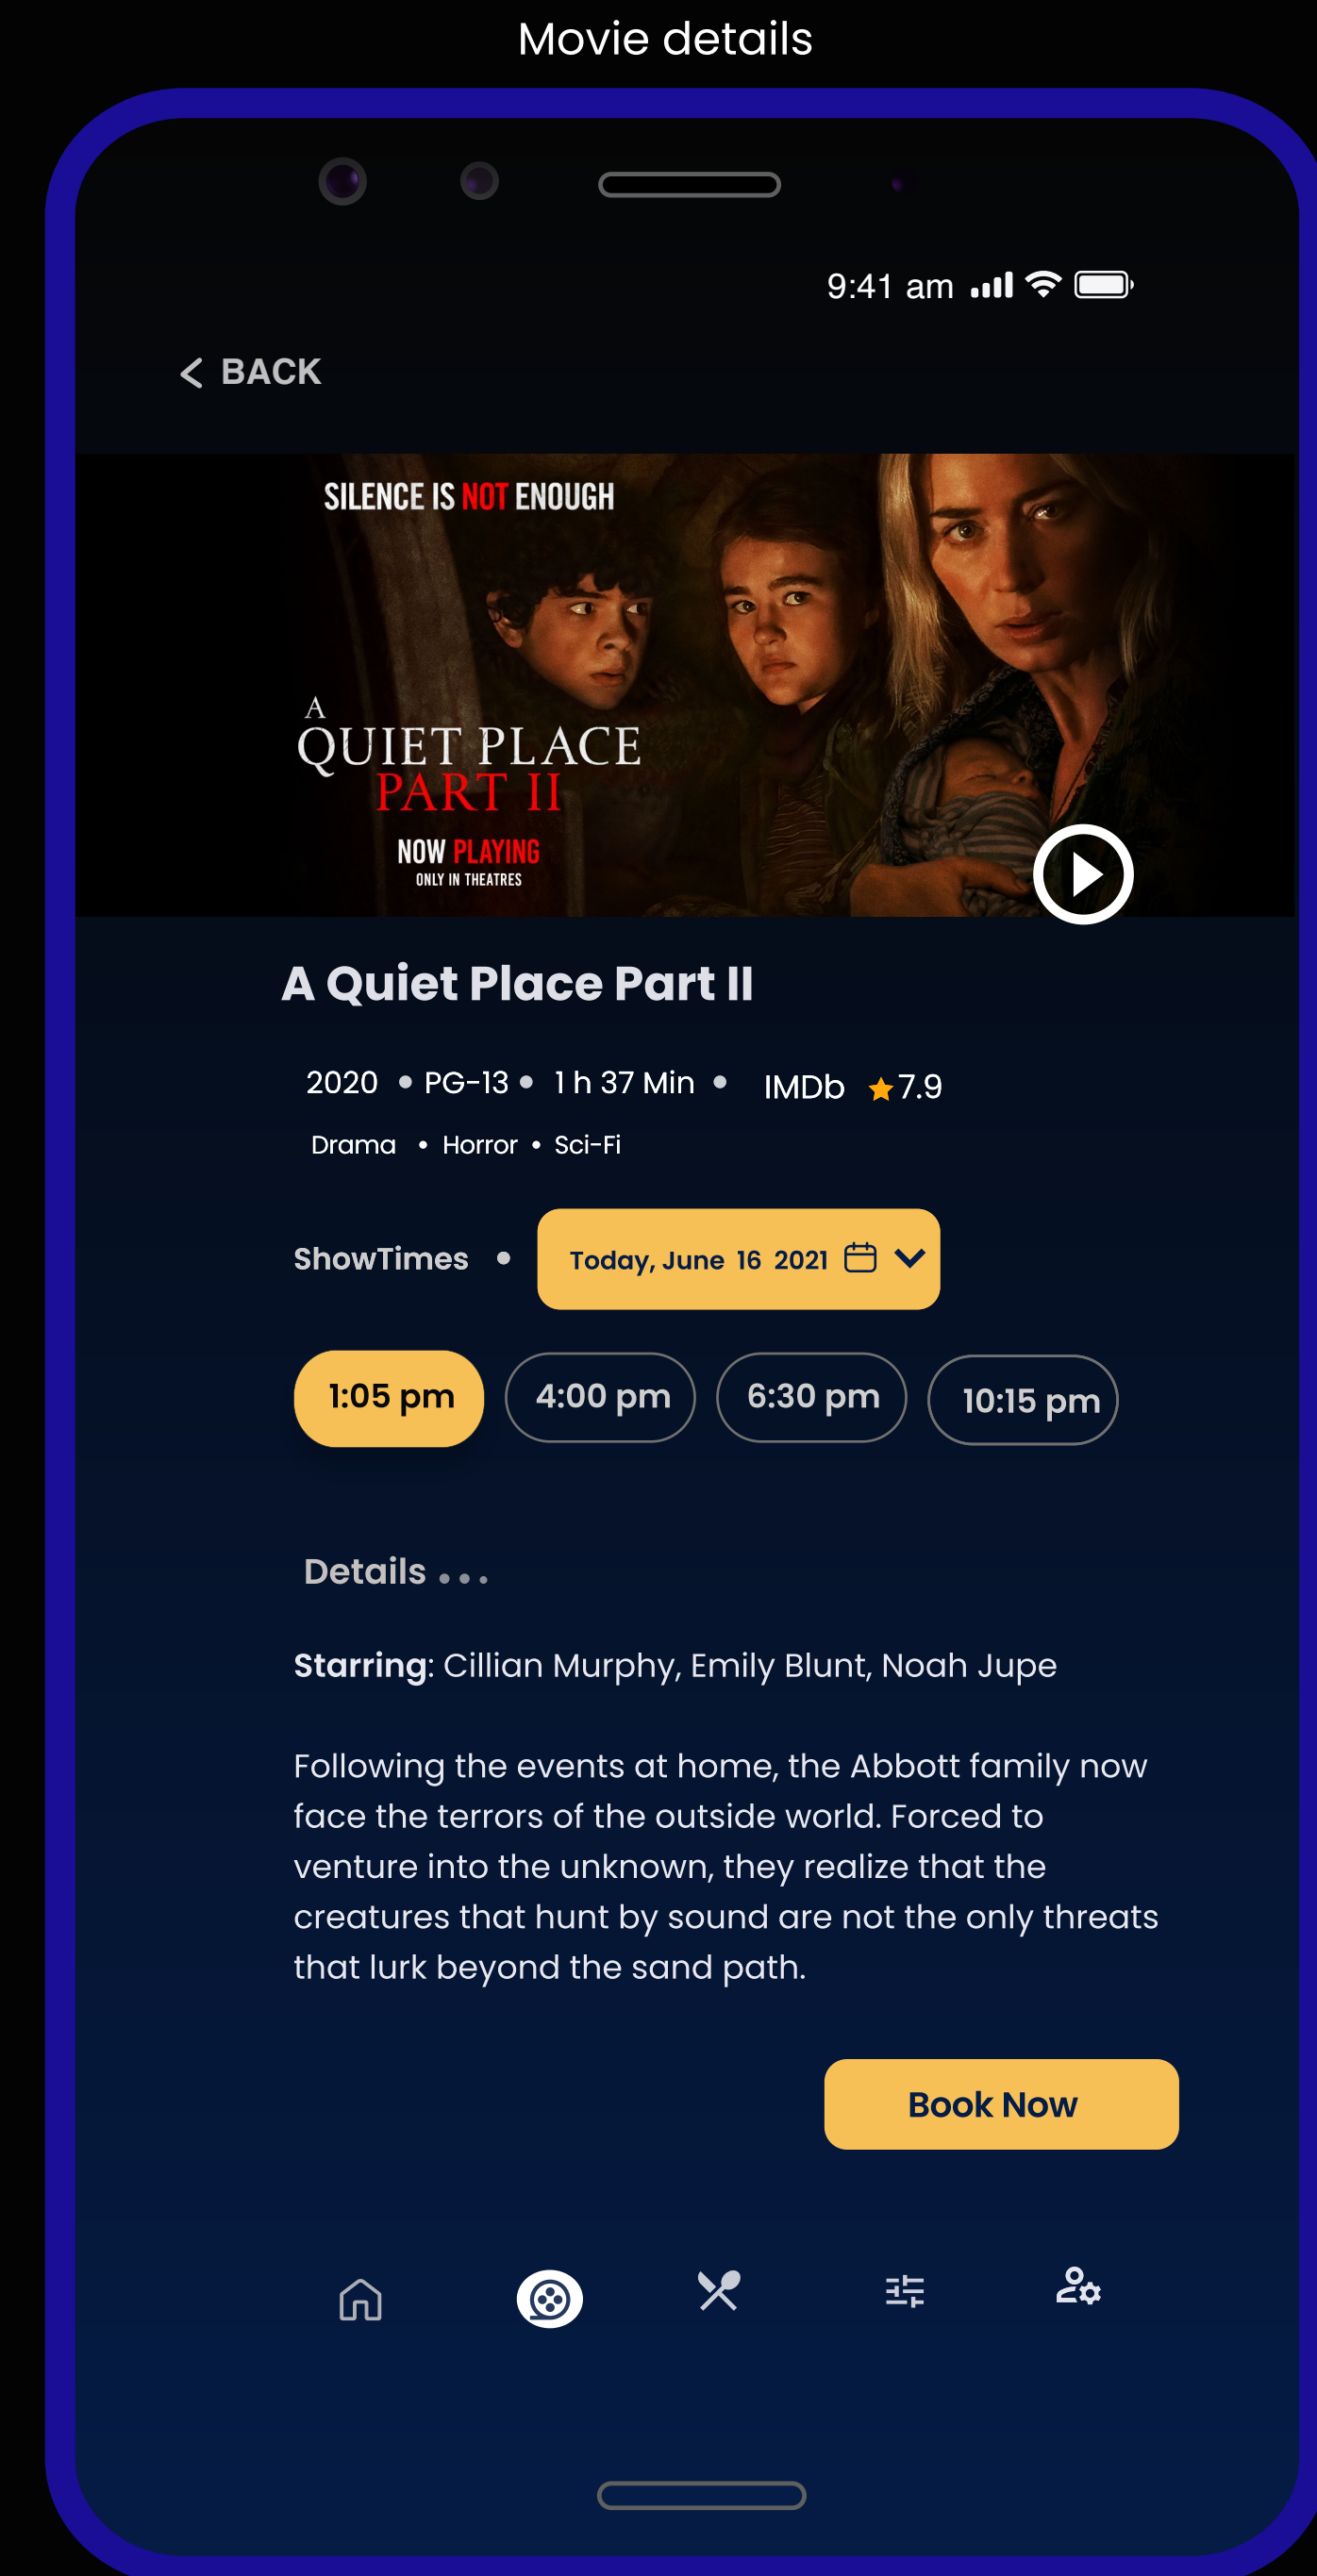 Movie details
9:41 am
BACK
SILENCE IS NOT ENOUGH
A
QUIET PLACE
PART II
NOW PLAYING
ONLY IN THEATRES
A Quiet Place Part II
2020 • PG-13 • 1 h 37 Min • IMDb 7.9
Drama • Horror • Sci-Fi
ShowTimes • Today, June 16 2021
1:05 pm 4:00 pm 6:30 pm 10:15 pm
Details ...
Starring: Cillian Murphy, Emily Blunt, Noah Jupe
Following the events at home, the Abbott family now
face the terrors of the outside world. Forced to
venture into the unknown, they realize that the
creatures that hunt by sound are not the only threats
that lurk beyond the sand path.
Book Now